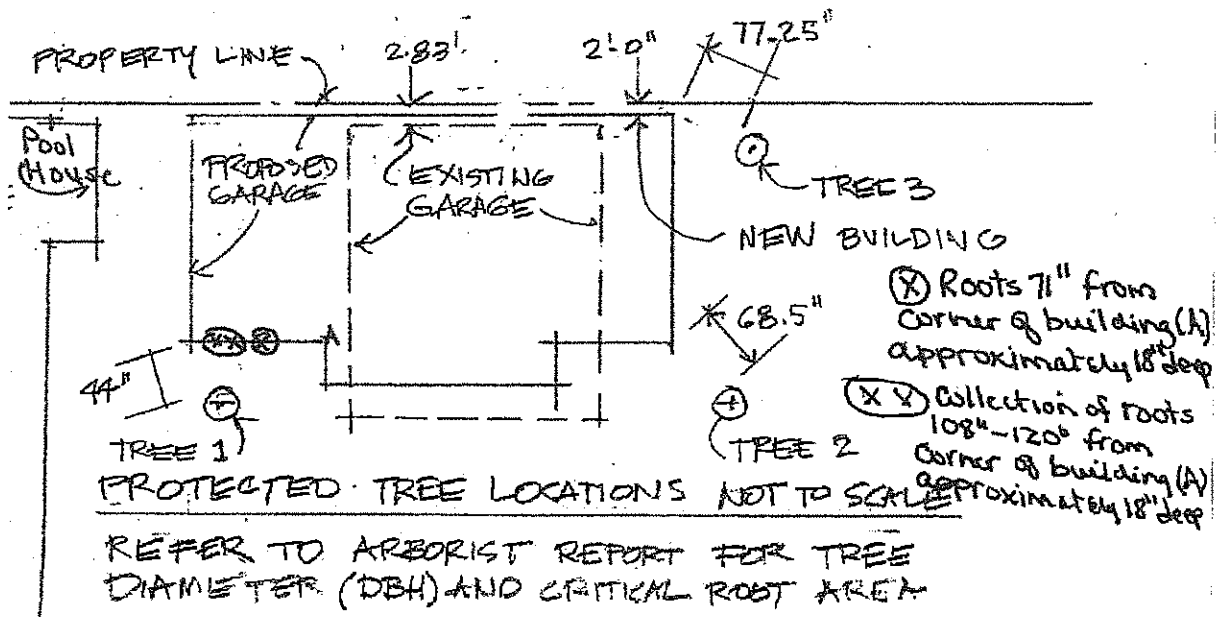 PROPERTY LINE
2.83'
2'-0"
77.25"
Pool
House
PROPOSED
GARAGE
EXISTING
GARAGE
TREE 3
NEW BUILDING
68.5"
A
44"
TREE 1
TREE 2
(X) Roots 71" from
corner of building (A)
approximately 18" deep
(X X) Collection of roots
108"-120" from
corner of building (A)
approximately 18" deep
PROTECTED TREE LOCATIONS NOT TO SCALE
REFER TO ARBORIST REPORT FOR TREE
DIAMETER (DBH) AND CRITICAL ROOT AREA